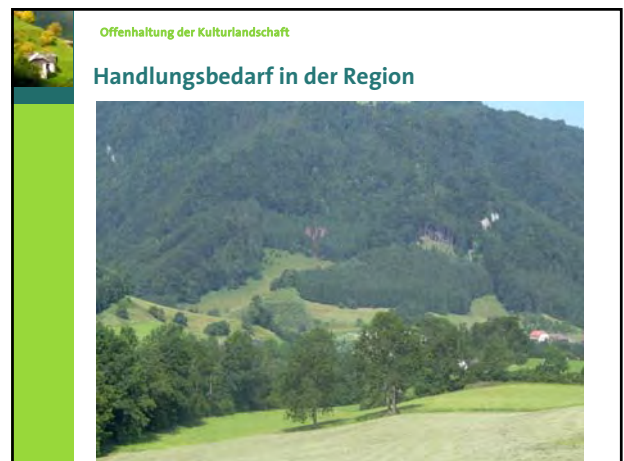 Offenhaltung der Kulturlandschaft
Handlungsbedarf in der Region